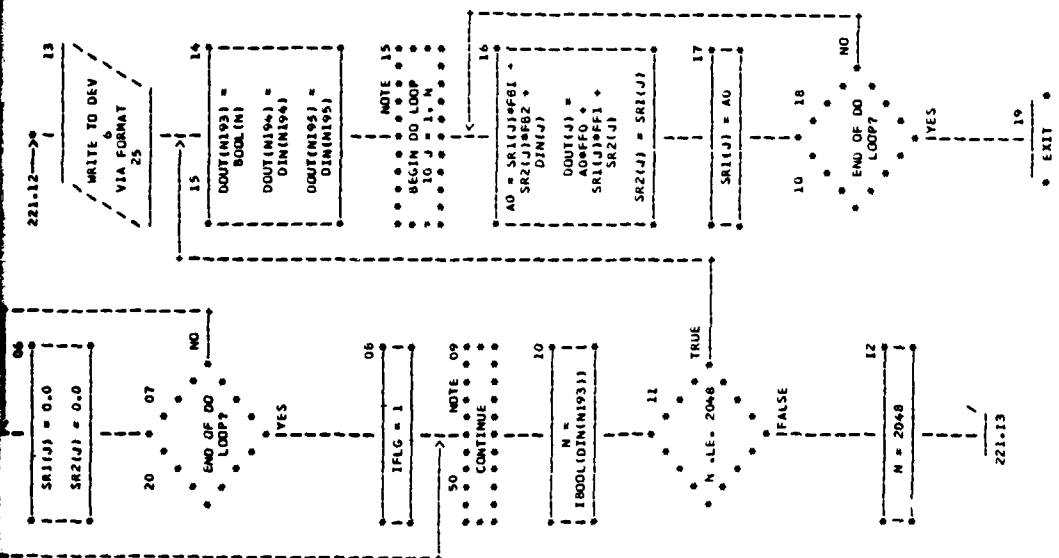 06
SR1(J) = 0.0
SR2(J) = 0.0
20 07
END OF DO
LOOP?
NO
YES
06
IFLG = 1
50 NOTE 09
CONTINUE
10
N =
IBOOL(DIN(N193))
11
N .LE. 2048
TRUE
FALSE
12
N = 2048
221.13
221.12-->
13
WRITE TO DEV
6
VIA FORMAT
25
15 14
DOUT(N193) =
BOOL(N)
DOUT(N194) =
DIN(N194)
DOUT(N195) =
DIN(N195)
NOTE 15
BEGIN DO LOOP
10 J = 1, N
16
A0 = SR1(J)*FB1 +
SR2(J)*FB2 +
DIN(J)
DOUT(J) =
A0*FF0 +
SR1(J)*FF1 +
SR2(J)
SR2(J) = SR1(J)
17
SR1(J) = A0
10 18
END OF DO
LOOP?
NO
YES
19
EXIT